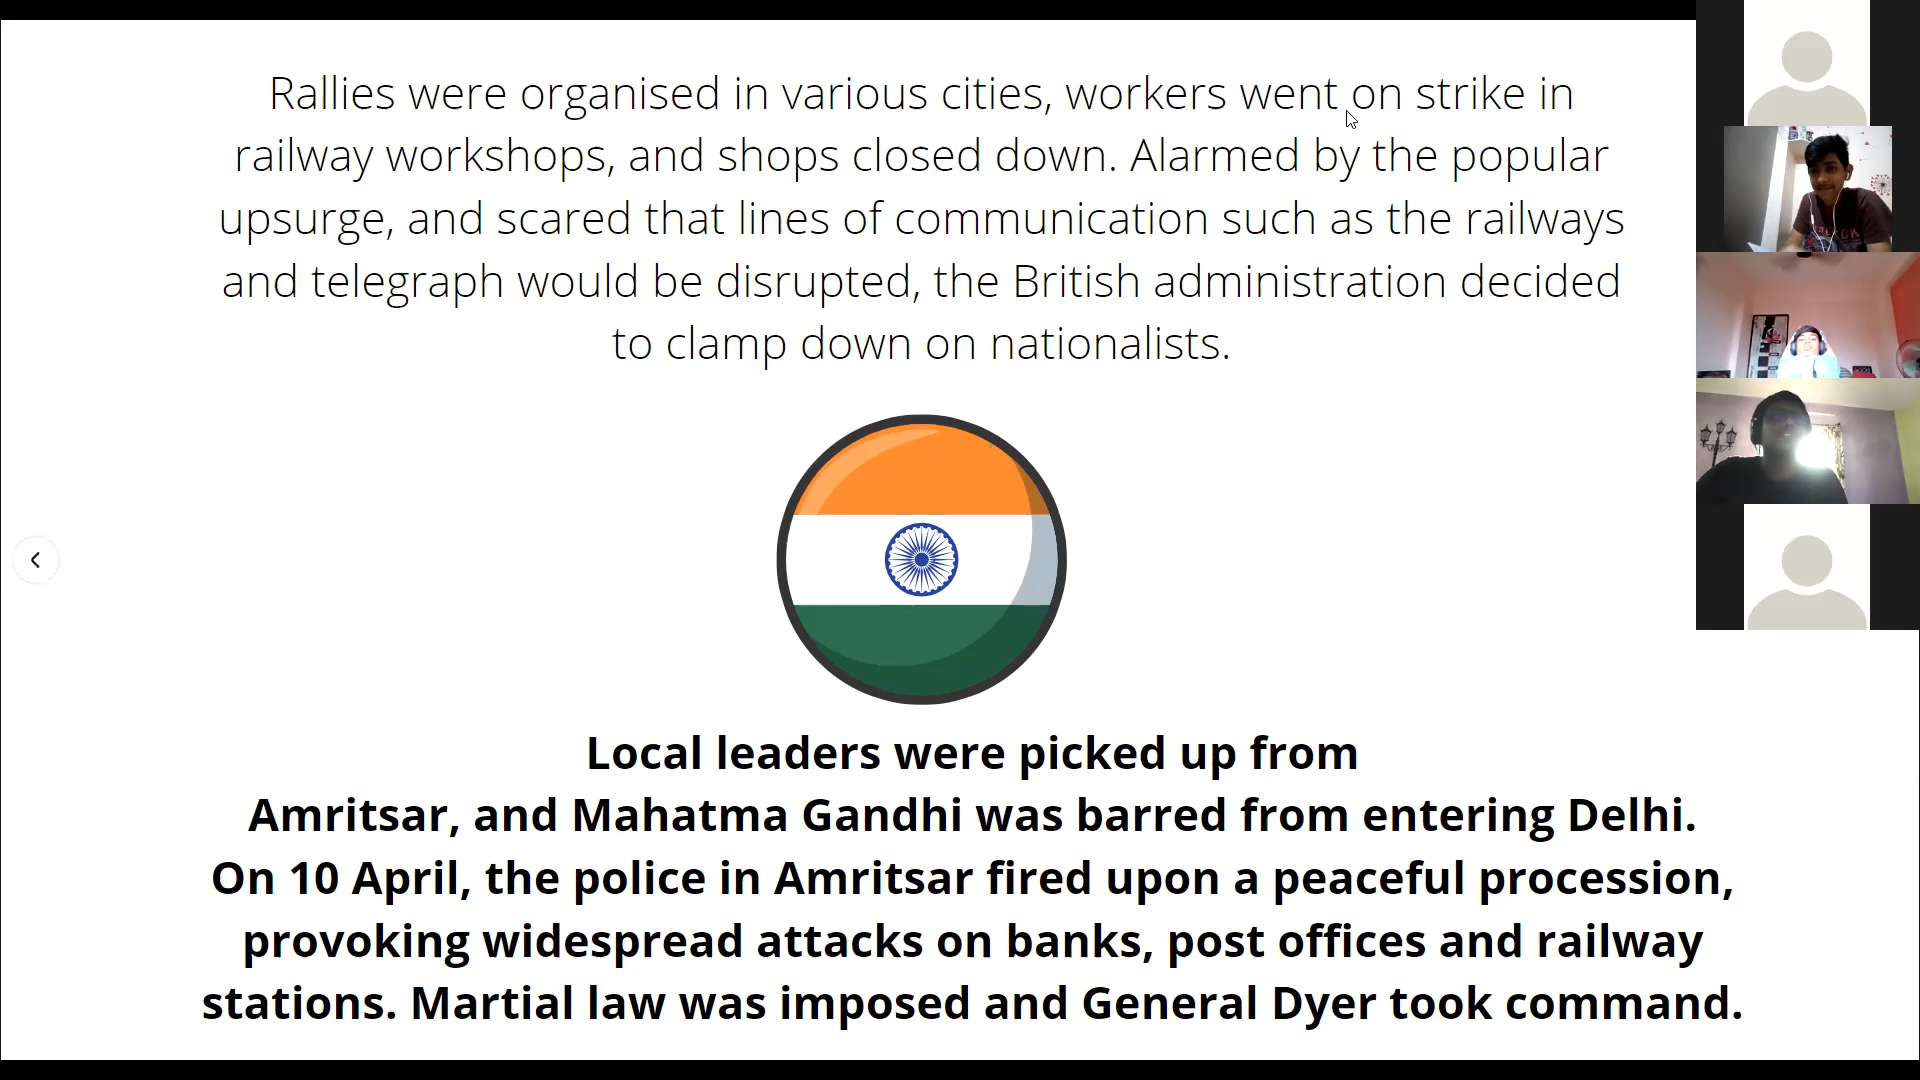 Rallies were organised in various cities, workers went on strike in
railway workshops, and shops closed down. Alarmed by the popular
upsurge, and scared that lines of communication such as the railways
and telegraph would be disrupted, the British administration decided
to clamp down on nationalists.
Local leaders were picked up from
Amritsar, and Mahatma Gandhi was barred from entering Delhi.
On 10 April, the police in Amritsar fired upon a peaceful procession,
provoking widespread attacks on banks, post offices and railway
stations. Martial law was imposed and General Dyer took command.